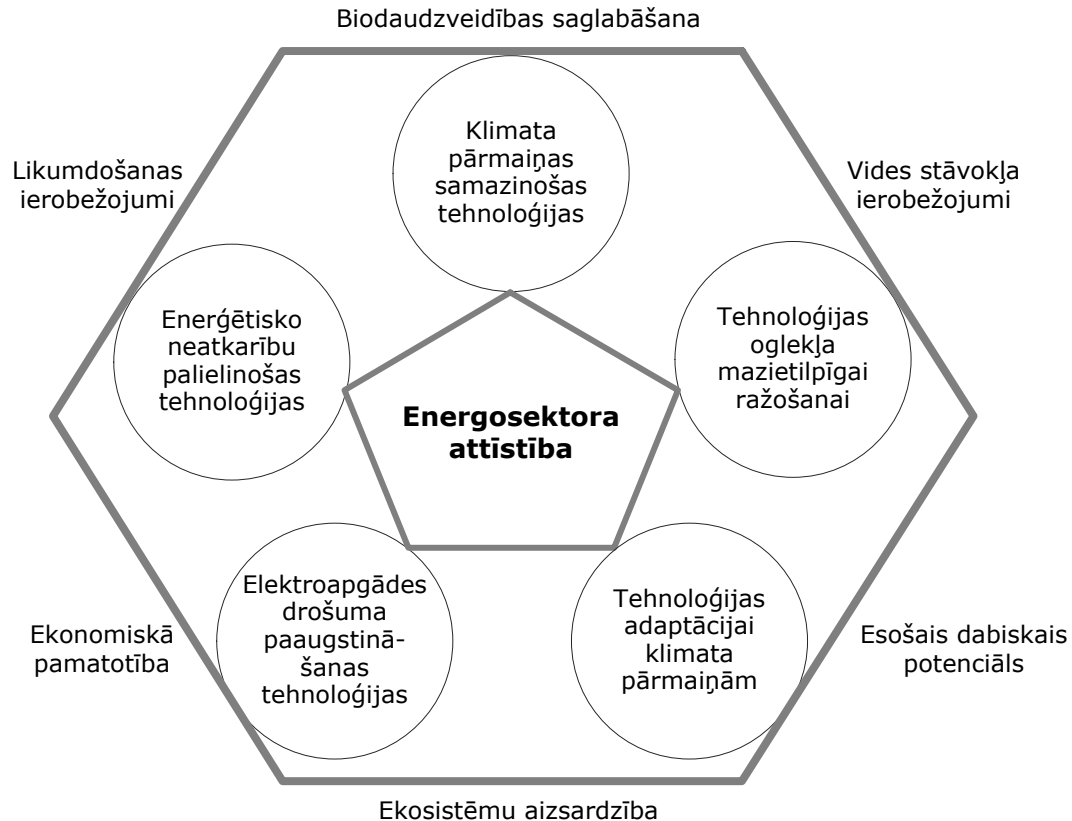 Biodaudzveidības saglabāšana
Klimata
pārmaiņas
samazinošas
tehnoloģijas
Likumdošanas
ierobežojumi
Vides stāvokļa
ierobežojumi
Enerģētisko
neatkarību
palielinošas
tehnoloģijas
Tehnoloģijas
oglekļa
mazietilpīgai
ražošanai
Energosektora
attīstība
Elektroapgādes
drošuma
paaugstinā-
šanas
tehnoloģijas
Tehnoloģijas
adaptācijai
klimata
pārmaiņām
Ekonomiskā
pamatotība
Esošais dabiskais
potenciāls
Ekosistēmu aizsardzība